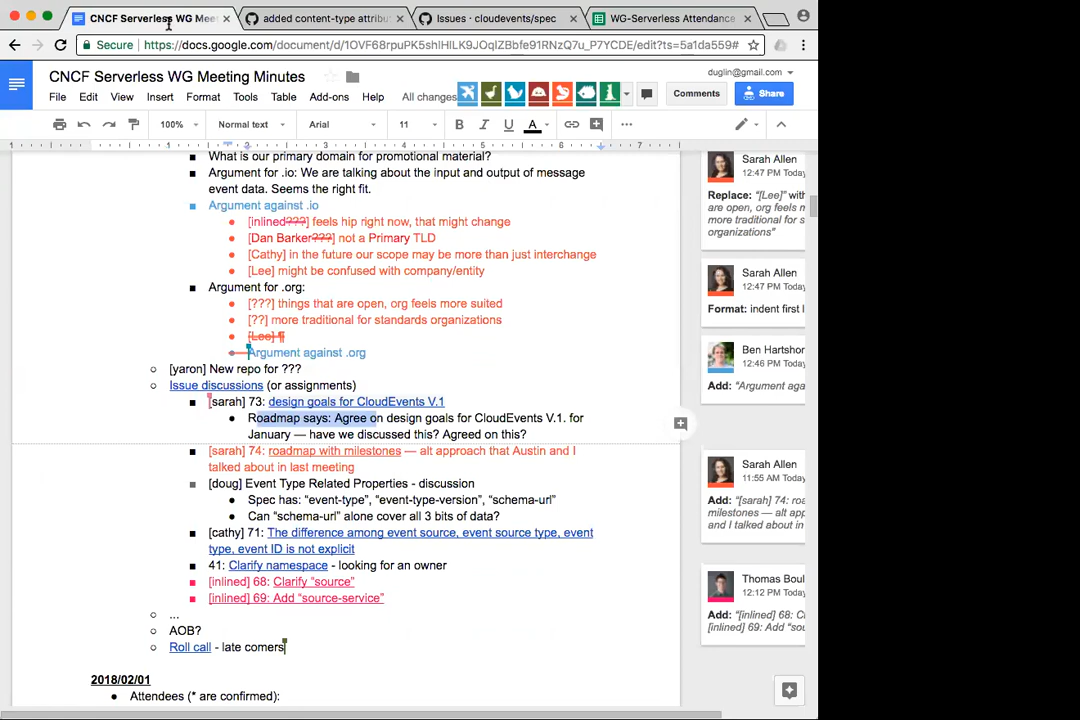 CNCF Serverless WG Meet
added content-type attribu
Issues · cloudevents/spec
WG-Serverless Attendance
Secure
duglin@gmail.com
CNCF Serverless WG Meeting Minutes
File Edit View Insert Format Tools Table Add-ons Help All changes
Comments
Share
100% Normal text Arial 11
1 1 2 3 4 5 6 7
What is our primary domain for promotional material?
Argument for .io: We are talking about the input and output of message
event data. Seems the right fit.
Argument against .io
[inlined???] feels hip right now, that might change
[Dan Barker???] not a Primary TLD
[Cathy] in the future our scope may be more than just interchange
[Lee] might be confused with company/entity
Argument for .org:
[???] things that are open, org feels more suited
[??] more traditional for standards organizations
[Lee] ¶
Argument against .org
[yaron] New repo for ???
Issue discussions (or assignments)
[sarah] 73: design goals for CloudEvents V.1
Roadmap says: Agree on design goals for CloudEvents V.1. for
January — have we discussed this? Agreed on this?
[sarah] 74: roadmap with milestones — alt approach that Austin and I
talked about in last meeting
[doug] Event Type Related Properties - discussion
Spec has: “event-type”, “event-type-version”, “schema-url”
Can “schema-url” alone cover all 3 bits of data?
[cathy] 71: The difference among event source, event source type, event
type, event ID is not explicit
41: Clarify namespace - looking for an owner
[inlined] 68: Clarify “source”
[inlined] 69: Add “source-service”
...
AOB?
Roll call - late comers
2018/02/01
Attendees (* are confirmed):
Sarah Allen
12:47 PM Today
Replace: “[Lee]” with
are open, org feels m
more traditional for s
organizations”
Sarah Allen
12:47 PM Today
Format: indent first l
Ben Hartshor
12:46 PM Today
Add: “Argument aga
Sarah Allen
11:55 AM Today
Add: “[sarah] 74: roa
milestones — alt app
and I talked about in
Thomas Boul
12:12 PM Today
Add: “[inlined] 68: C
[inlined] 69: Add “sou